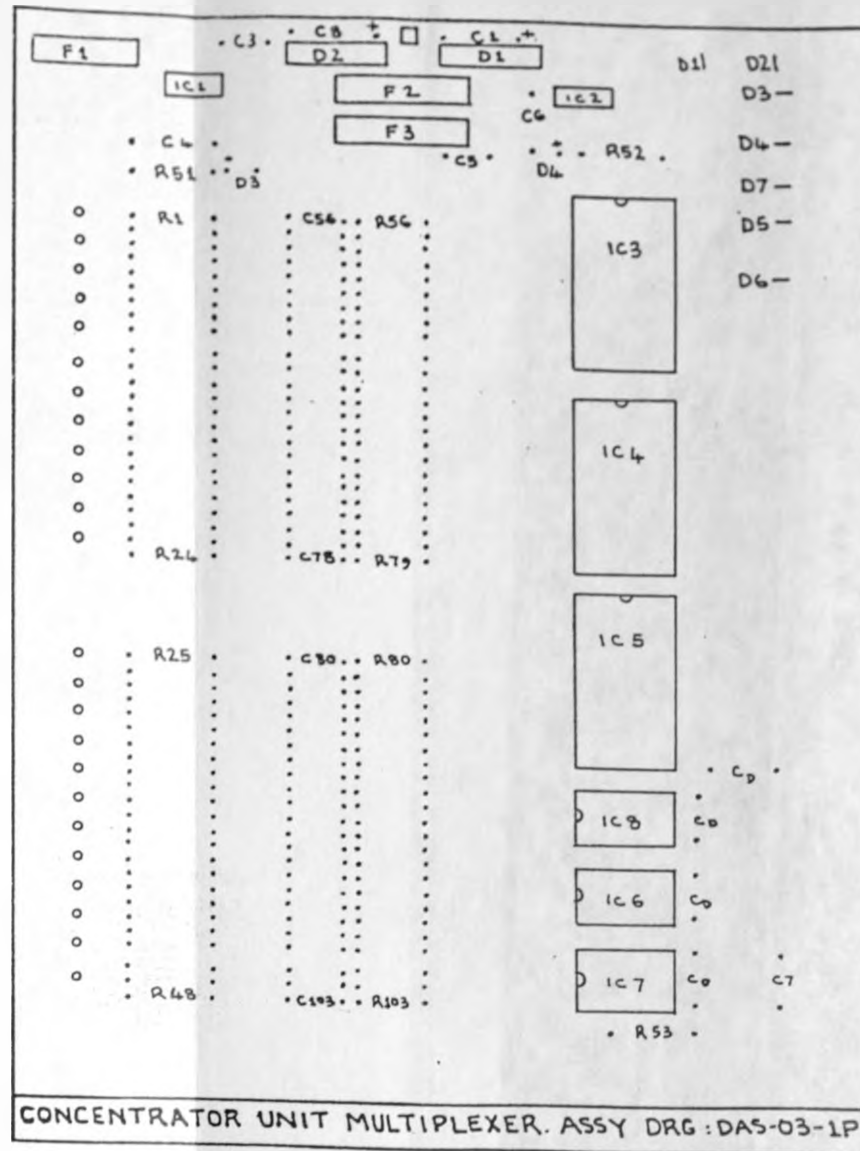 C8 +
C3
C1 +
F1
D2
D1
D1
D2
IC1
F2
IC2
D3
C6
F3
C4
C5
D4
+
R52
D4
R51
+
D3
D7
R1
C56
R56
IC3
D5
D6
IC4
R24
C78
R79
IC5
R25
C80
R80
CD
IC8
CD
IC6
CD
IC7
CD
C7
R48
C103
R103
R53
CONCENTRATOR UNIT MULTIPLEXER. ASSY DRG : DAS-03-1P